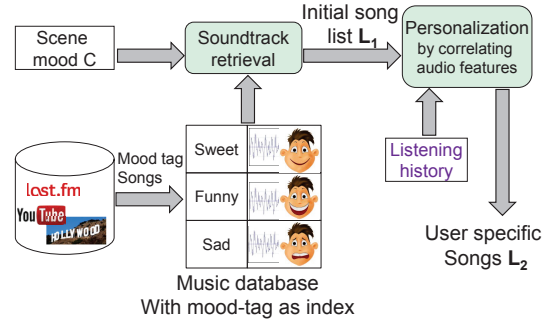 Scene
mood C
Soundtrack
retrieval
Initial song
list L₁
Personalization
by correlating
audio features
Listening
history
User specific
Songs L₂
Mood tag
Songs
last.fm
YouTube
HOLLYWOOD
Sweet
Funny
Sad
Music database
With mood-tag as index